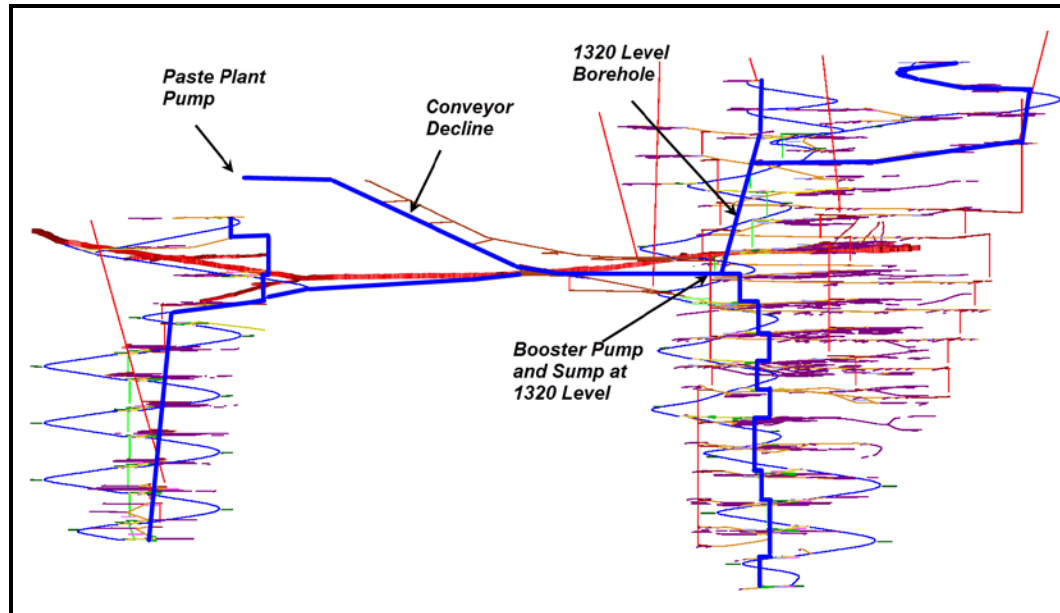 Paste Plant
Pump
Conveyor
Decline
1320 Level
Borehole
Booster Pump
and Sump at
1320 Level